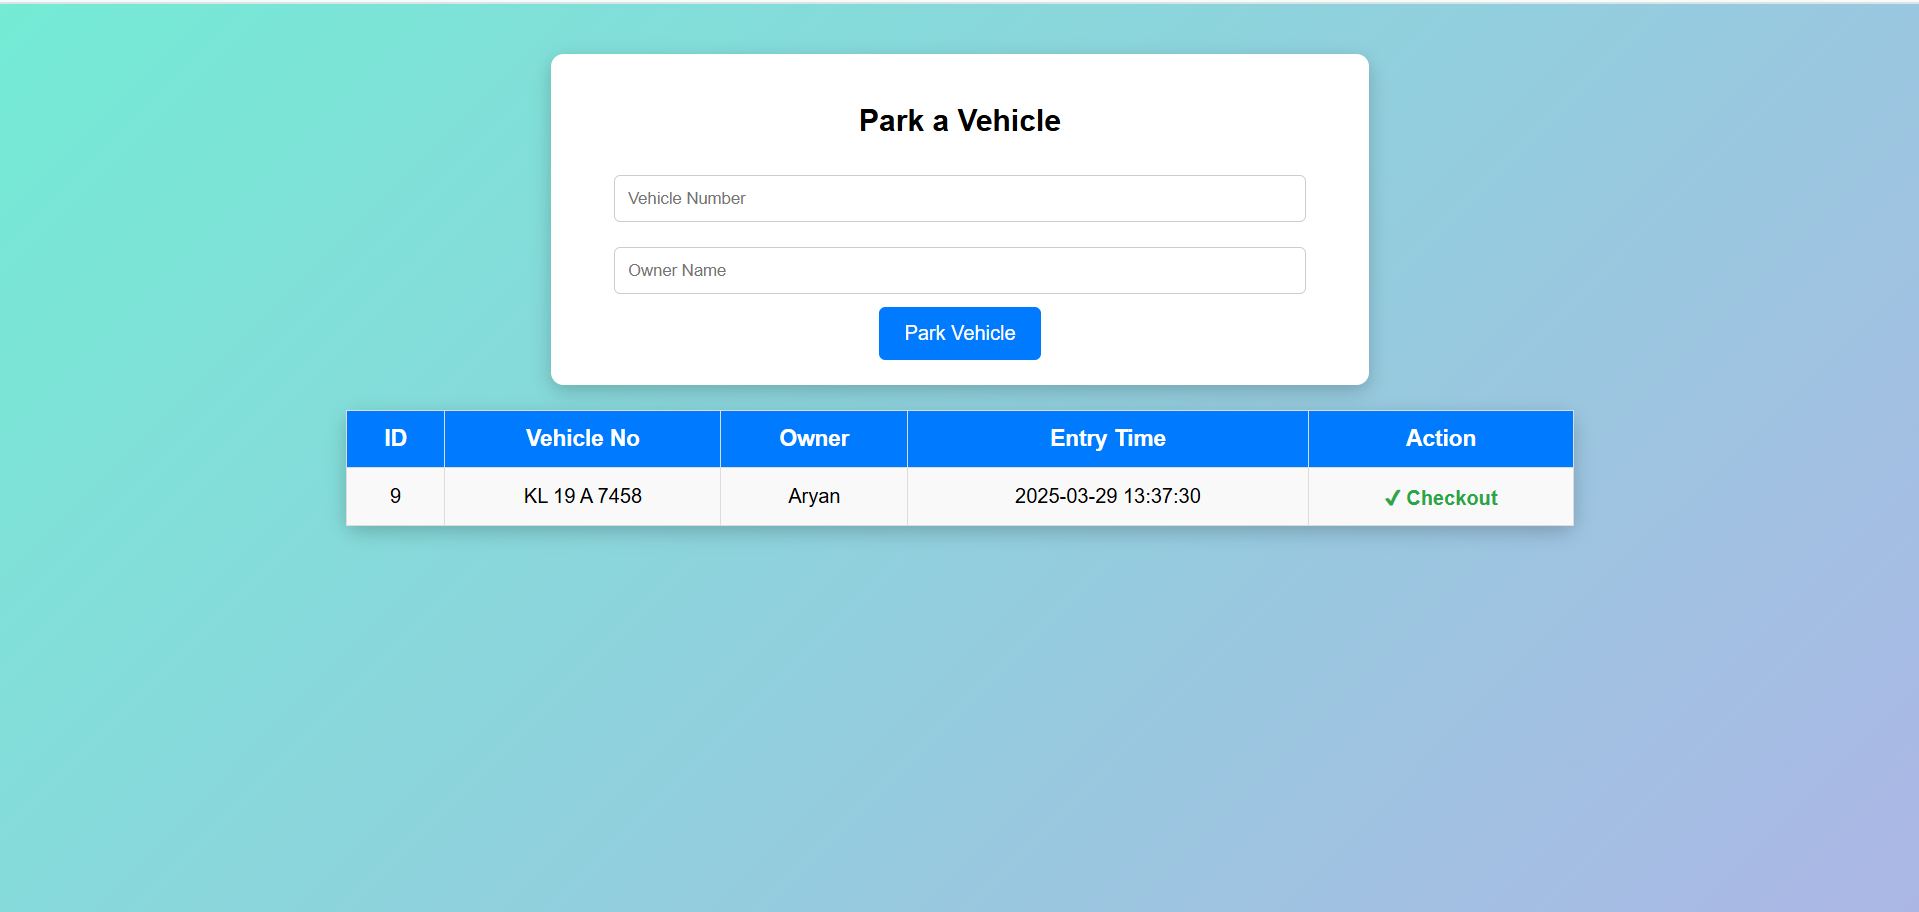 Park a Vehicle
Vehicle Number
Owner Name
Park Vehicle
ID Vehicle No Owner Entry Time Action
9 KL 19 A 7458 Aryan 2025-03-29 13:37:30 ✔ Checkout